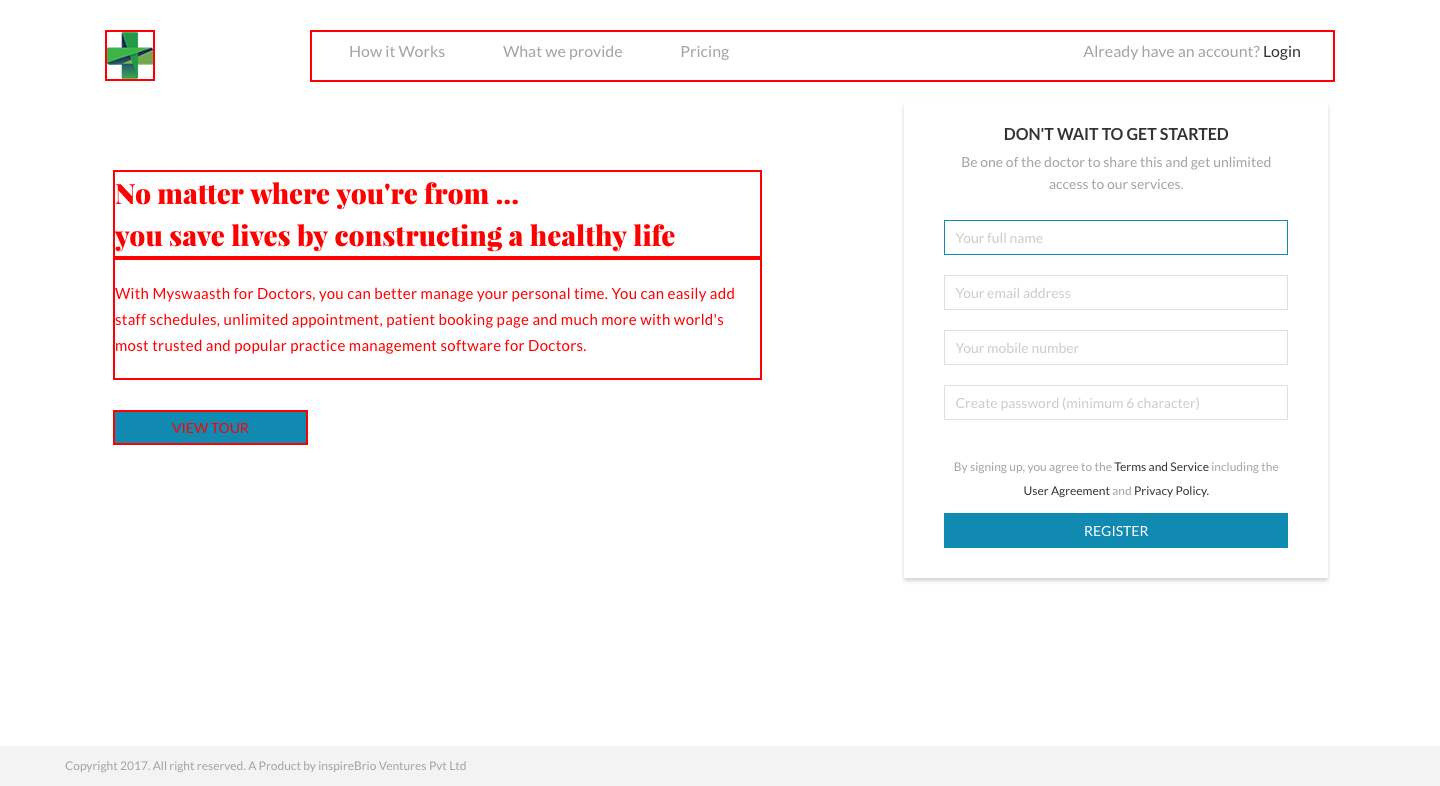 How it Works
What we provide
Pricing
Already have an account? Login
No matter where you're from ...
you save lives by constructing a healthy life
With Myswaasth for Doctors, you can better manage your personal time. You can easily add
staff schedules, unlimited appointment, patient booking page and much more with world's
most trusted and popular practice management software for Doctors.
VIEW TOUR
DON'T WAIT TO GET STARTED
Be one of the doctor to share this and get unlimited
access to our services.
Your full name
Your email address
Your mobile number
Create password (minimum 6 character)
By signing up, you agree to the Terms and Service including the
User Agreement and Privacy Policy.
REGISTER
Copyright 2017. All right reserved. A Product by inspireBrio Ventures Pvt Ltd